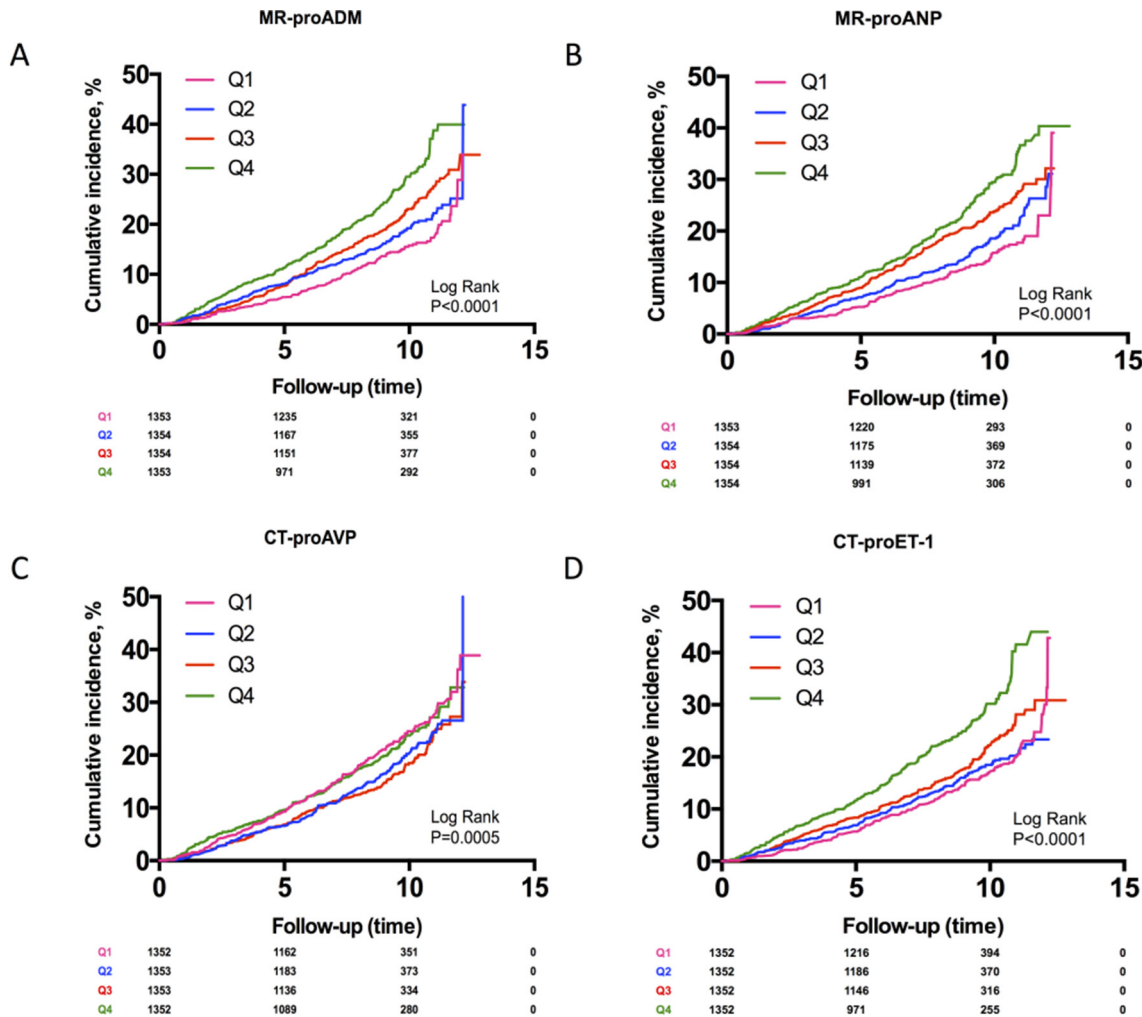 MR-proADM
A
Cumulative incidence, %
50
40
30
20
10
0
Q1
Q2
Q3
Q4
Log Rank
P<0.0001
0 5 10 15
Follow-up (time)
Q1 1353 1235 321 0
Q2 1354 1167 355 0
Q3 1354 1151 377 0
Q4 1353 971 292 0
MR-proANP
B
Cumulative incidence, %
50
40
30
20
10
0
Q1
Q2
Q3
Q4
Log Rank
P<0.0001
0 5 10 15
Follow-up (time)
Q1 1353 1220 293 0
Q2 1354 1175 369 0
Q3 1354 1139 372 0
Q4 1354 991 306 0
CT-proAVP
C
Cumulative incidence, %
50
40
30
20
10
0
Q1
Q2
Q3
Q4
Log Rank
P=0.0005
0 5 10 15
Follow-up (time)
Q1 1352 1162 351 0
Q2 1353 1183 373 0
Q3 1353 1136 334 0
Q4 1352 1089 280 0
CT-proET-1
D
Cumulative incidence, %
50
40
30
20
10
0
Q1
Q2
Q3
Q4
Log Rank
P<0.0001
0 5 10 15
Follow-up (time)
Q1 1352 1216 394 0
Q2 1352 1186 370 0
Q3 1352 1146 316 0
Q4 1352 971 255 0